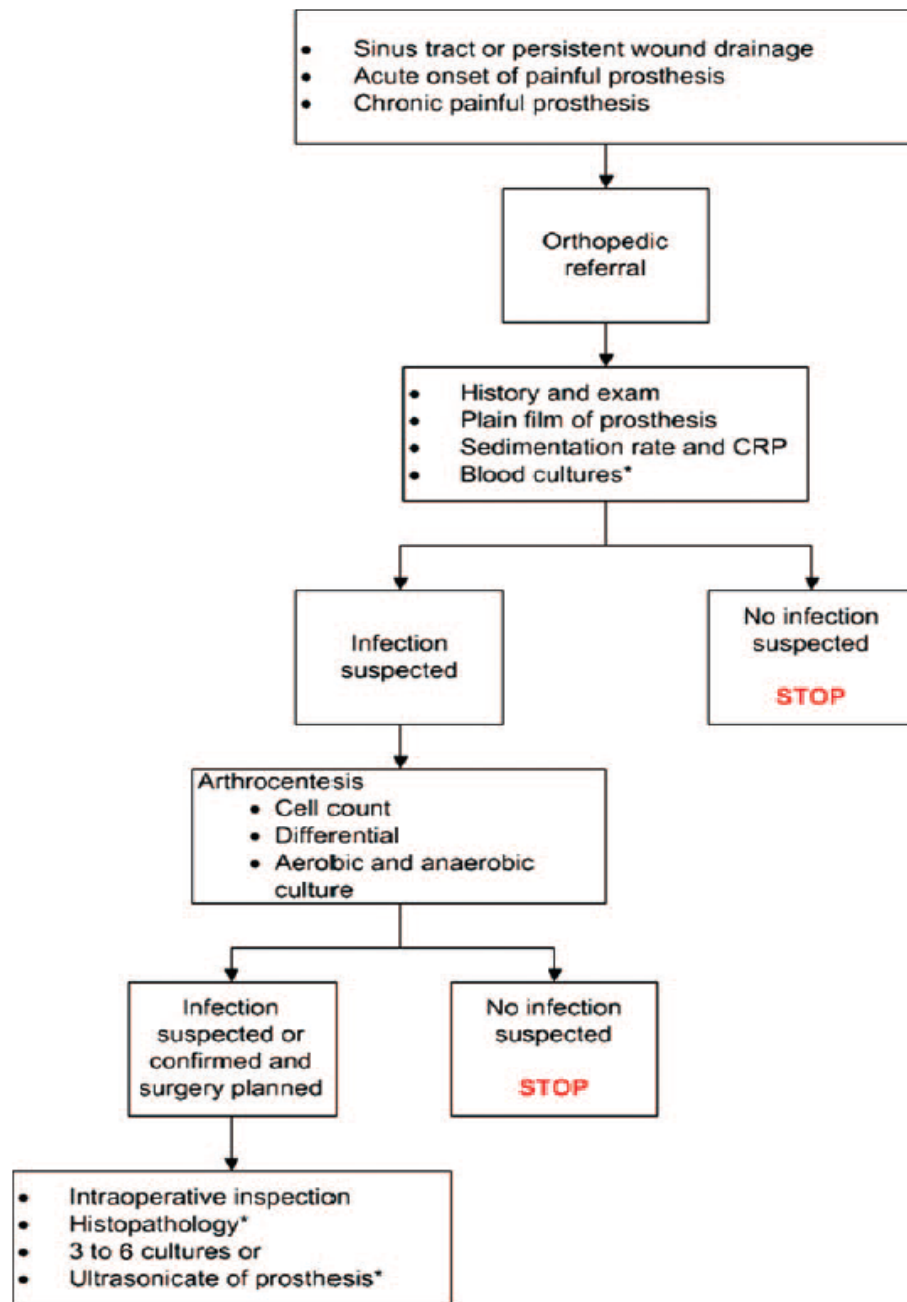 • Sinus tract or persistent wound drainage
• Acute onset of painful prosthesis
• Chronic painful prosthesis
Orthopedic
referral
• History and exam
• Plain film of prosthesis
• Sedimentation rate and CRP
• Blood cultures*
Infection
suspected
No infection
suspected
STOP
Arthrocentesis
• Cell count
• Differential
• Aerobic and anaerobic
culture
Infection
suspected or
confirmed and
surgery planned
No infection
suspected
STOP
• Intraoperative inspection
• Histopathology*
• 3 to 6 cultures or
• Ultrasonicate of prosthesis*